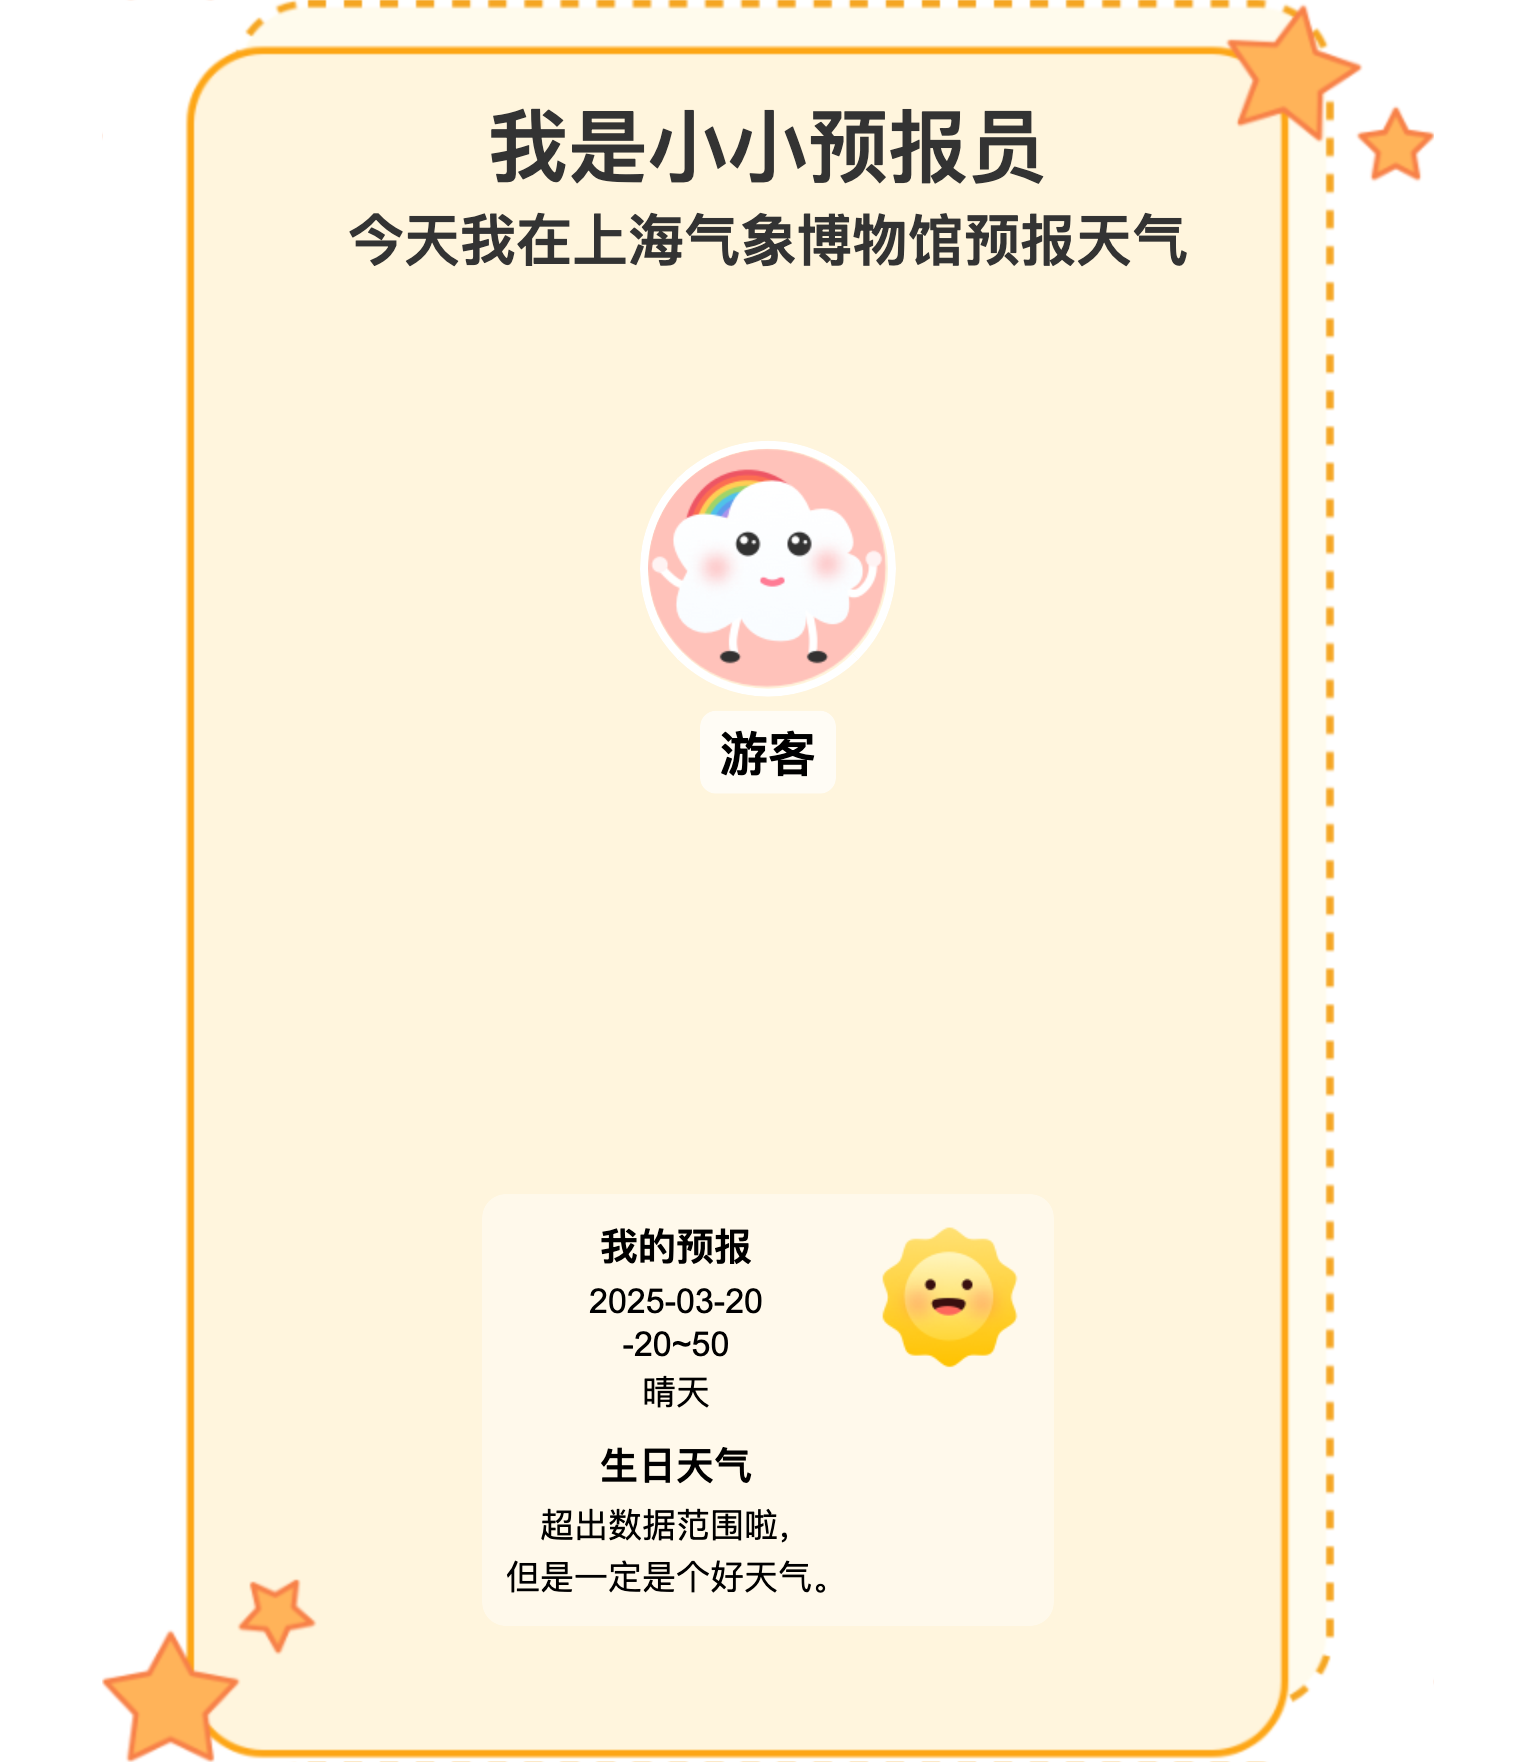 我是小小预报员
今天我在上海气象博物馆预报天气
游客
我的预报
2025-03-20
-20~50
晴天
生日天气
超出数据范围啦，
但是一定是个好天气。